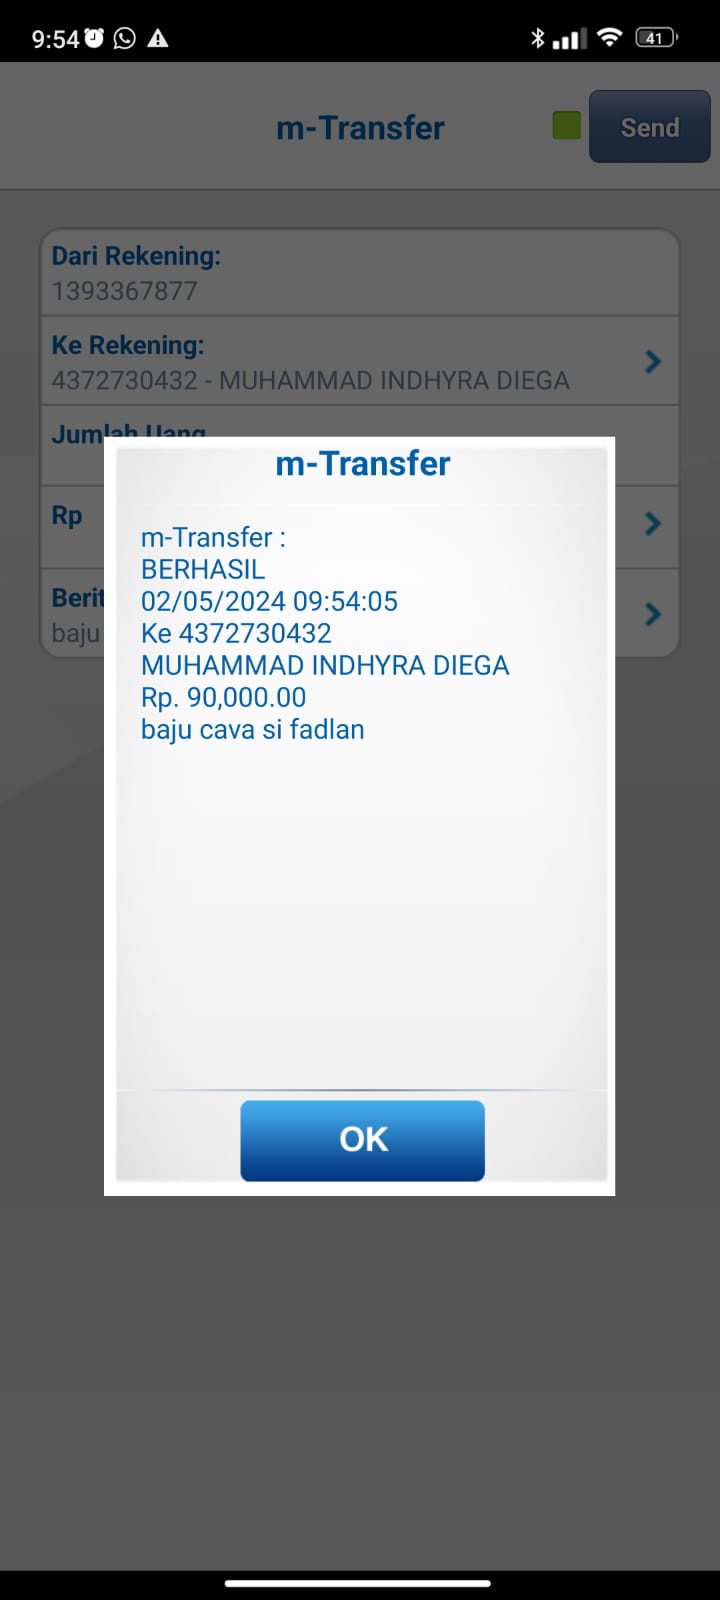 9:54
41
m-Transfer
Send
Dari Rekening:
1393367877
Ke Rekening:
4372730432 - MUHAMMAD INDHYRA DIEGA
Jumlah Uang
Rp
Berit
baju
m-Transfer
m-Transfer :
BERHASIL
02/05/2024 09:54:05
Ke 4372730432
MUHAMMAD INDHYRA DIEGA
Rp. 90,000.00
baju cava si fadlan
OK